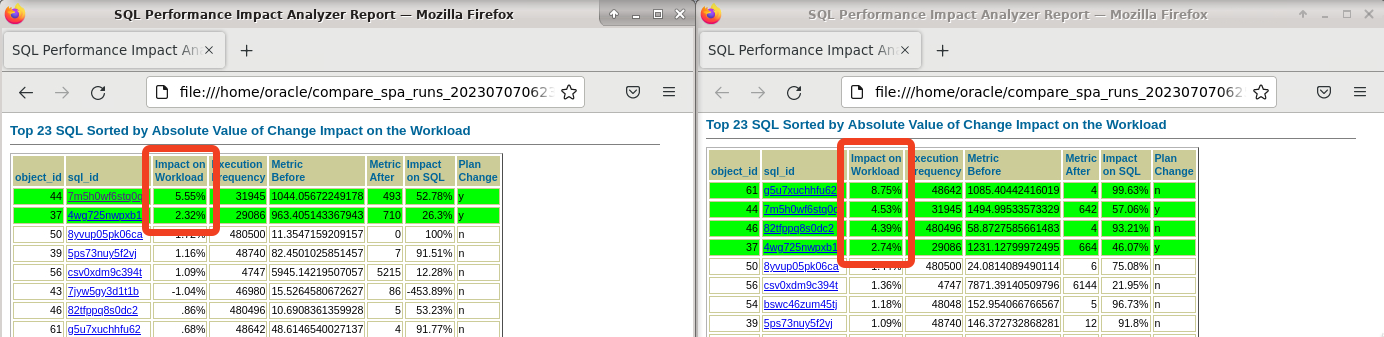 SQL Performance Impact Analyzer Report — Mozilla Firefox
SQL Performance Impact Ana
file:///home/oracle/compare_spa_runs_202307070623
Top 23 SQL Sorted by Absolute Value of Change Impact on the Workload
object_id sql_id Impact on Workload Execution Frequency Metric Before Metric After Impact on SQL Plan Change
44 7m5h0wf6stq0q 5.55% 31945 1044.05672249178 493 52.78% y
37 4wg725nwpxb1 2.32% 29086 963.405143367943 710 26.3% y
50 8yvup05pk06ca 1.72% 480500 11.3547159209157 0 100% n
39 5ps73nuy5f2vj 1.16% 48740 82.4501025851457 7 91.51% n
56 csv0xdm9c394t 1.09% 4747 5945.14219507057 5215 12.28% n
43 7jyw5gy3d1t1b -1.04% 46980 15.5264580672627 86 -453.89% n
46 82tfppq8s0dc2 .86% 480496 10.6908361359928 5 53.23% n
61 g5u7xuchhfu62 .68% 48642 48.6146540027137 4 91.77% n
SQL Performance Impact Analyzer Report — Mozilla Firefox
SQL Performance Impact Ana
file:///home/oracle/compare_spa_runs_20230707062
Top 23 SQL Sorted by Absolute Value of Change Impact on the Workload
object_id sql_id Impact on Workload Execution Frequency Metric Before Metric After Impact on SQL Plan Change
61 g5u7xuchhfu62 8.75% 48642 1085.40442416019 4 99.63% n
44 7m5h0wf6stq0q 4.53% 31945 1494.99533573329 642 57.06% y
46 82tfppq8s0dc2 4.39% 480496 58.8727585661483 4 93.21% n
37 4wg725nwpxb1 2.74% 29086 1231.12799972495 664 46.07% y
50 8yvup05pk06ca 480500 24.0814089490114 6 75.08% n
56 csv0xdm9c394t 1.36% 4747 7871.39140509796 6144 21.95% n
54 bswc46zum45tj 1.18% 48048 152.954066766567 5 96.73% n
39 5ps73nuy5f2vj 1.09% 48740 146.372732868281 12 91.8% n